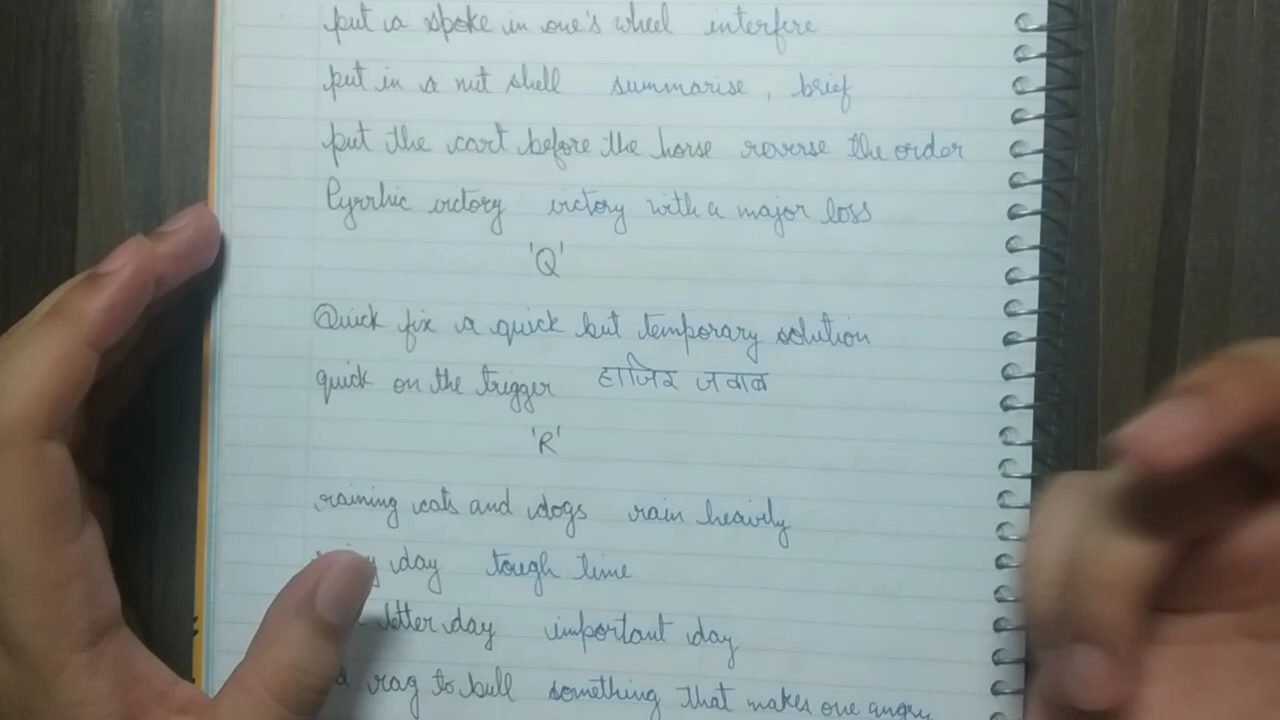 put a spoke in one's wheel interfere
put in a nut shell summarise, brief
put the cart before the horse reverse the order
Pyrrhic victory victory with a major loss
'Q'
Quick fix a quick but temporary solution
quick on the trigger हाजिर जवाब
'R'
raining cats and dogs rain heavily
day tough time
letter day important day
rag to bull something that makes one angry